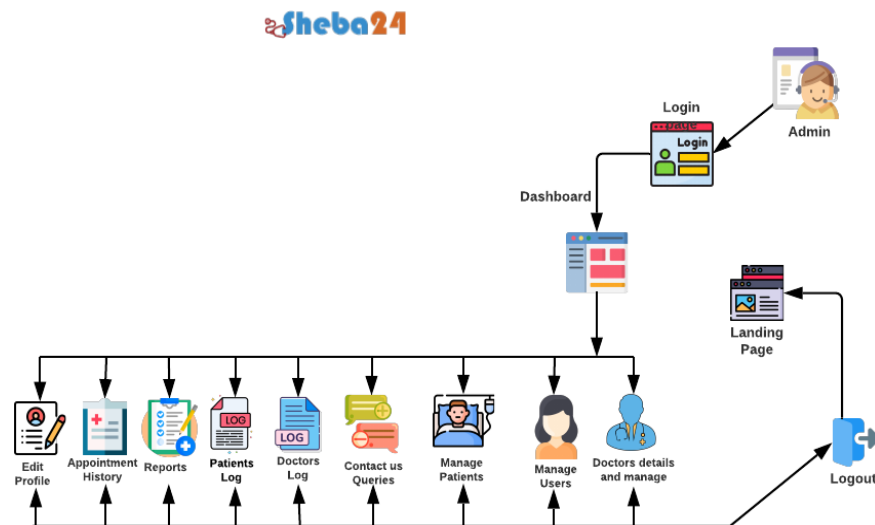 Sheba24
Admin
Login
page
Login
Dashboard
Landing
Page
Edit
Profile
Appointment
History
Reports
LOG
Patients
Log
LOG
Doctors
Log
Contact us
Queries
Manage
Patients
Manage
Users
Doctors details
and manage
Logout